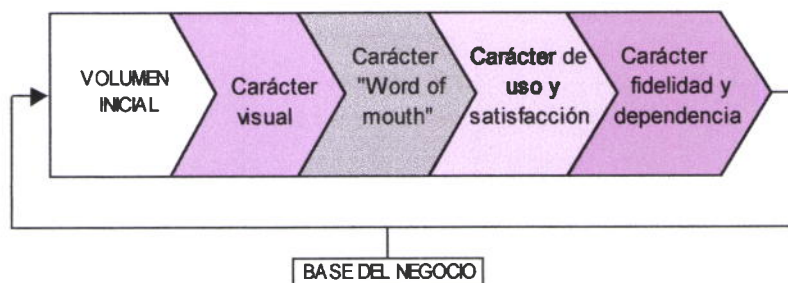 VOLUMEN
INICIAL
Carácter
visual
Carácter
"Word of
mouth"
Carácter de
uso y
satisfacción
Carácter
fidelidad y
dependencia
BASE DEL NEGOCIO